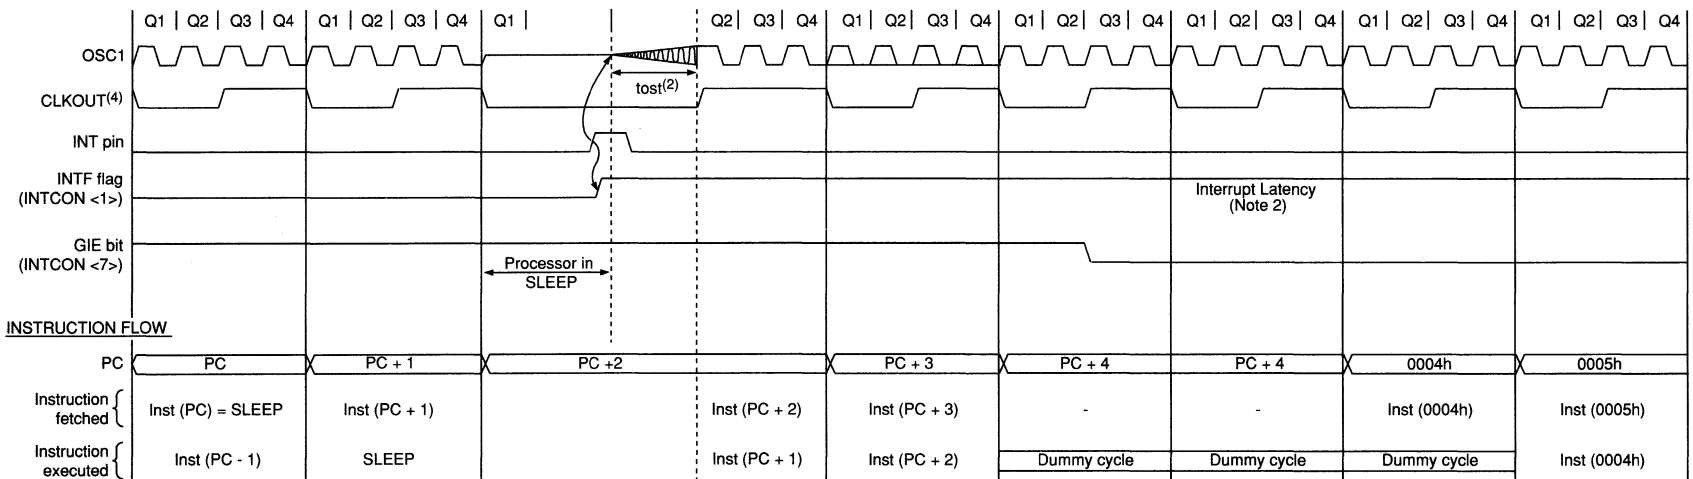 Q1 | Q2 | Q3 | Q4 Q1 | Q2 | Q3 | Q4 Q1 | Q2 | Q3 | Q4 Q1 | Q2 | Q3 | Q4 Q1 | Q2 | Q3 | Q4 Q1 | Q2 | Q3 | Q4 Q1 | Q2 | Q3 | Q4 Q1 | Q2 | Q3 | Q4
OSC1
tost(2)
CLKOUT(4)
INT pin
INTF flag
(INTCON <1>)
Interrupt Latency
(Note 2)
GIE bit
(INTCON <7>)
Processor in
SLEEP
INSTRUCTION FLOW
PC PC PC + 1 PC +2 PC + 3 PC + 4 PC + 4 0004h 0005h
Instruction
fetched
Inst (PC) = SLEEP Inst (PC + 1) Inst (PC + 2) Inst (PC + 3) - - Inst (0004h) Inst (0005h)
Instruction
executed
Inst (PC - 1) SLEEP Inst (PC + 1) Inst (PC + 2) Dummy cycle Dummy cycle Dummy cycle Inst (0004h)